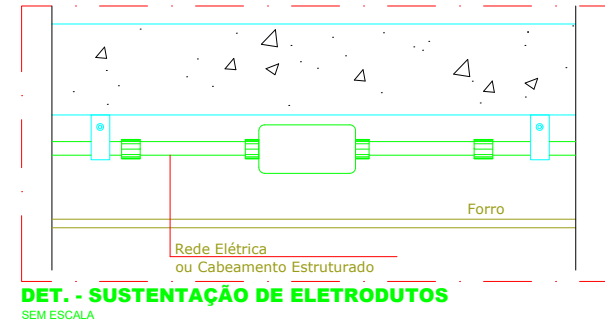 Forro
Rede Elétrica
ou Cabeamento Estruturado
DET. - SUSTENTAÇÃO DE ELETRODUTOS
SEM ESCALA